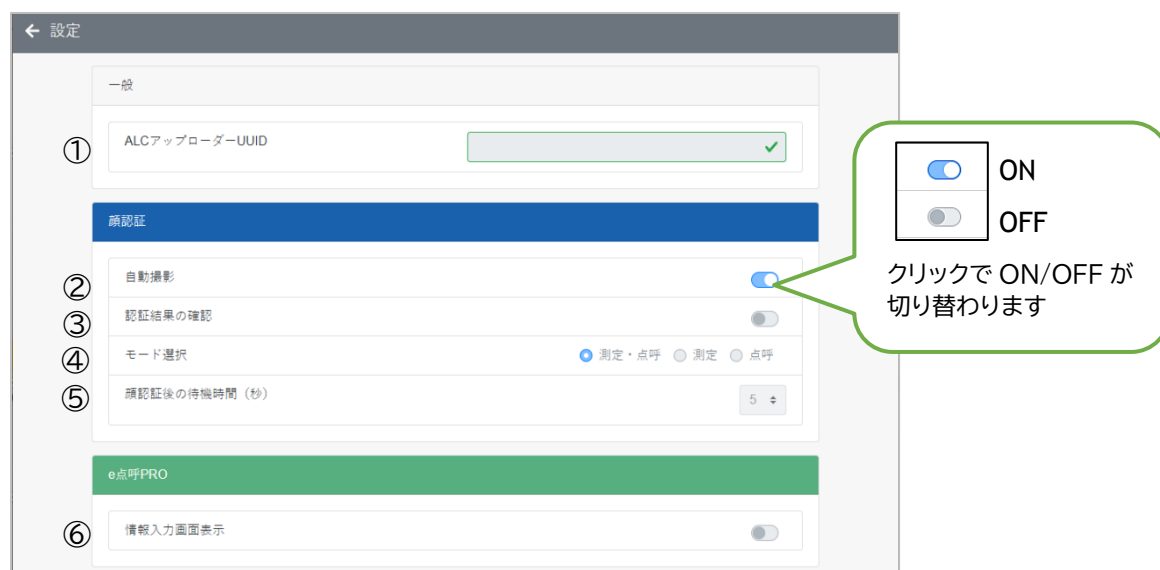 ← 設定
一般
① ALCアップローダーUUID
顔認証
② 自動撮影
③ 認証結果の確認
④ モード選択 測定・点呼 測定 点呼
⑤ 顔認証後の待機時間（秒） 5
e点呼PRO
⑥ 情報入力画面表示
ON
OFF
クリックで ON/OFF が
切り替わります